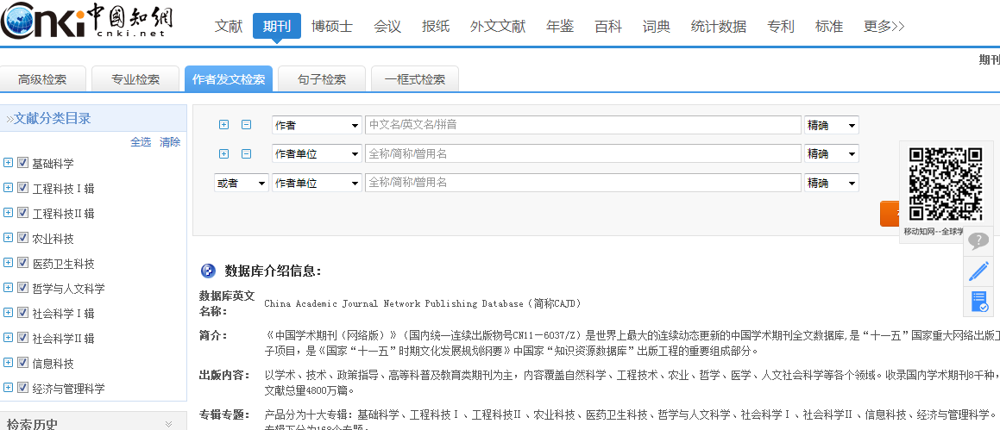 Cnki 中國知網
cnki.net
文献 期刊 博硕士 会议 报纸 外文文献 年鉴 百科 词典 统计数据 专利 标准 更多>>
期刊
高级检索 专业检索 作者发文检索 句子检索 一框式检索
»文献分类目录
全选 清除
基础科学
工程科技Ⅰ辑
工程科技Ⅱ辑
农业科技
医药卫生科技
哲学与人文科学
社会科学Ⅰ辑
社会科学Ⅱ辑
信息科技
经济与管理科学
检索历史
作者 中文名/英文名/拼音 精确
作者单位 全称/简称/曾用名 精确
或者 作者单位 全称/简称/曾用名 精确
移动知网--全球学
数据库介绍信息：
数据库英文
名称： China Academic Journal Network Publishing Database（简称CAJD）
简介： 《中国学术期刊（网络版）》（国内统一连续出版物号CN11—6037/Z）是世界上最大的连续动态更新的中国学术期刊全文数据库,是“十一五”国家重大网络出版工
子项目，是《国家“十一五”时期文化发展规划纲要》中国家“知识资源数据库”出版工程的重要组成部分。
出版内容： 以学术、技术、政策指导、高等科普及教育类期刊为主，内容覆盖自然科学、工程技术、农业、哲学、医学、人文社会科学等各个领域。收录国内学术期刊8千种，
文献总量4800万篇。
专辑专题： 产品分为十大专辑：基础科学、工程科技Ⅰ、工程科技Ⅱ、农业科技、医药卫生科技、哲学与人文科学、社会科学Ⅰ、社会科学Ⅱ、信息科技、经济与管理科学。
专辑下分为168个专题。